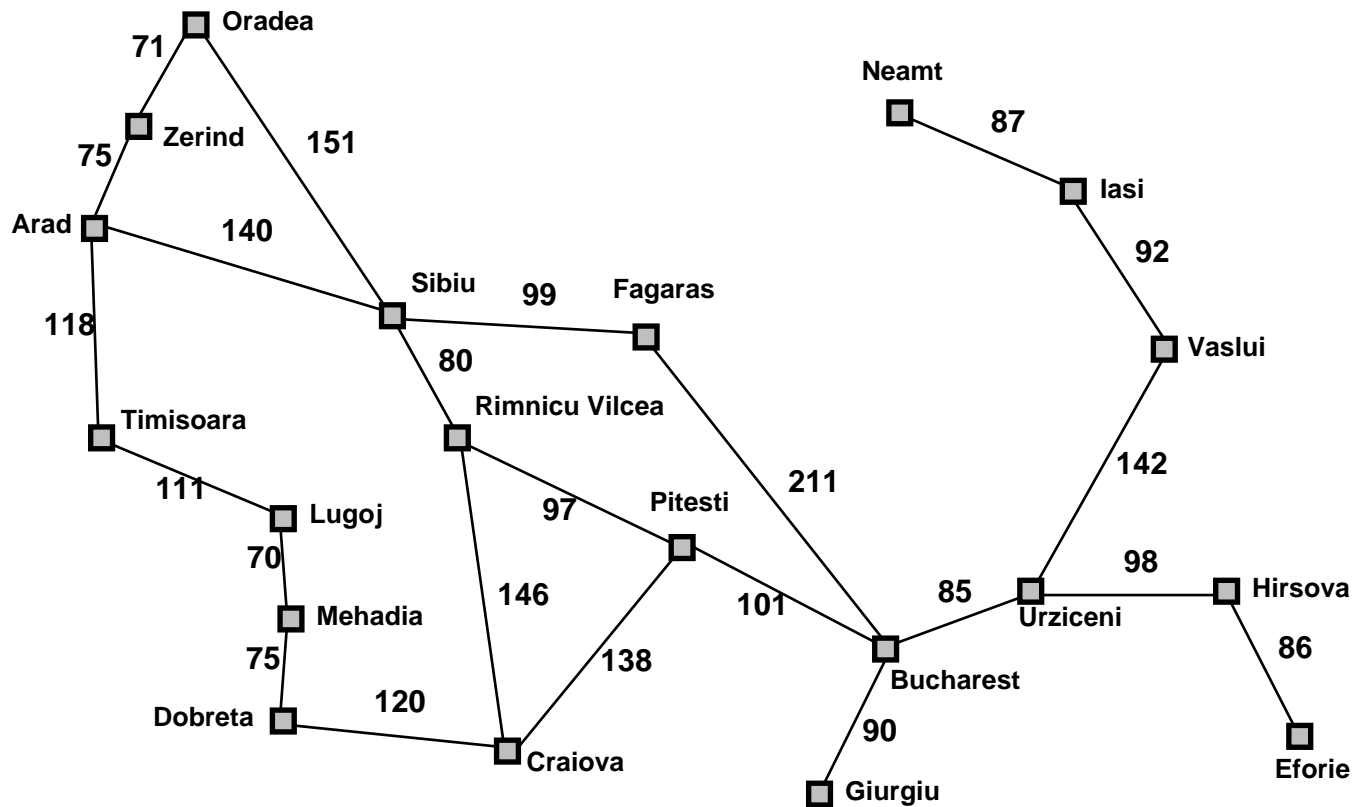 Oradea
71
Neamt
87
Zerind
151
75
Iasi
Arad
140
92
Sibiu
99
Fagaras
118
Vaslui
80
Timisoara
Rimnicu Vilcea
142
211
111
Pitesti
Lugoj
97
70
98
85
Hirsova
146
101
Mehadia
Urziceni
86
75
138
Bucharest
120
Dobreta
90
Craiova
Eforie
Giurgiu